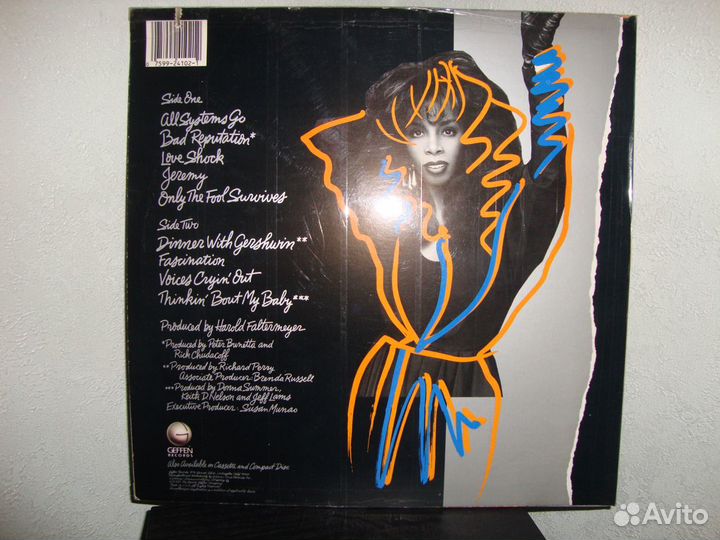 7599-24102-1
Side One
All Systems Go
Bad Reputation*
Love Shock
Jeremy
Only The Fool Survives
Side Two
Dinner With Gershwin**
Fascination
Voices Cryin' Out
Thinkin' Bout My Baby***
Produced by Harold Faltermeyer
*Produced by Peter Bunetta and
Rick Chudacoff
**Produced by Richard Perry
Associate Producer Brenda Russell
***Produced by Donna Summer,
Keith D Nelson and Jeff Lams
Executive Producer - Susan Munao
GEFFEN
RECORDS
Also Available on Cassette and Compact Disc
Avito